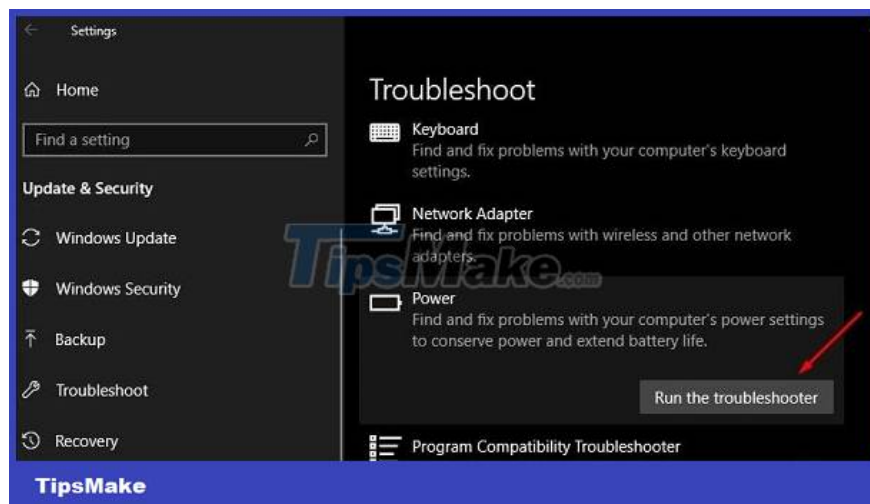 Settings
Home
Find a setting
Update & Security
Windows Update
Windows Security
Backup
Troubleshoot
Recovery
Troubleshoot
Keyboard
Find and fix problems with your computer's keyboard
settings.
Network Adapter
Find and fix problems with wireless and other network
adapters.
Power
Find and fix problems with your computer's power settings
to conserve power and extend battery life.
Run the troubleshooter
Program Compatibility Troubleshooter
TipsMake.com
TipsMake